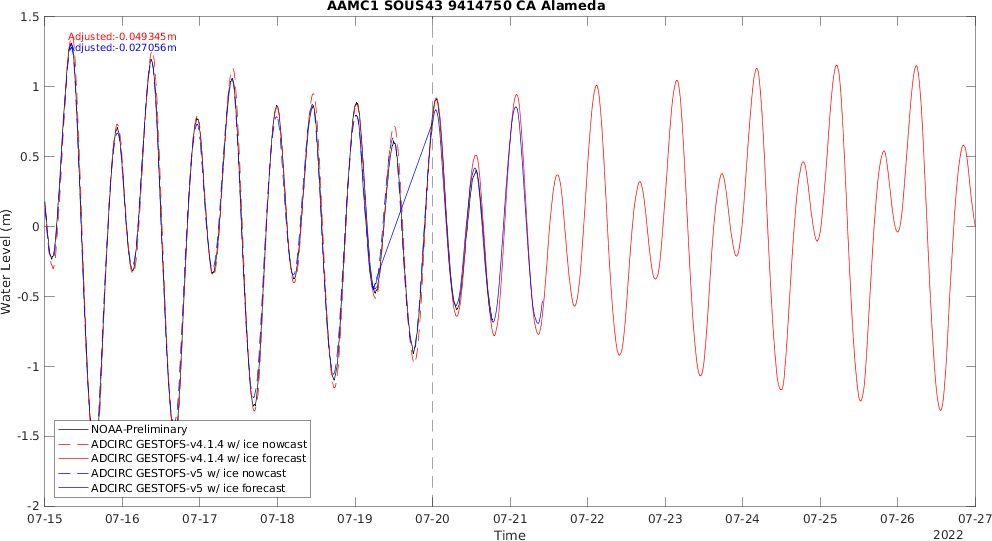 AAMC1 SOUS43 9414750 CA Alameda
Adjusted:-0.049345m
Adjusted:-0.027056m
Water Level (m)
1.5
1
0.5
0
-0.5
-1
-1.5
-2
NOAA-Preliminary
ADCIRC GESTOFS-v4.1.4 w/ ice nowcast
ADCIRC GESTOFS-v4.1.4 w/ ice forecast
ADCIRC GESTOFS-v5 w/ ice nowcast
ADCIRC GESTOFS-v5 w/ ice forecast
07-15 07-16 07-17 07-18 07-19 07-20 07-21 07-22 07-23 07-24 07-25 07-26 07-27
Time
2022